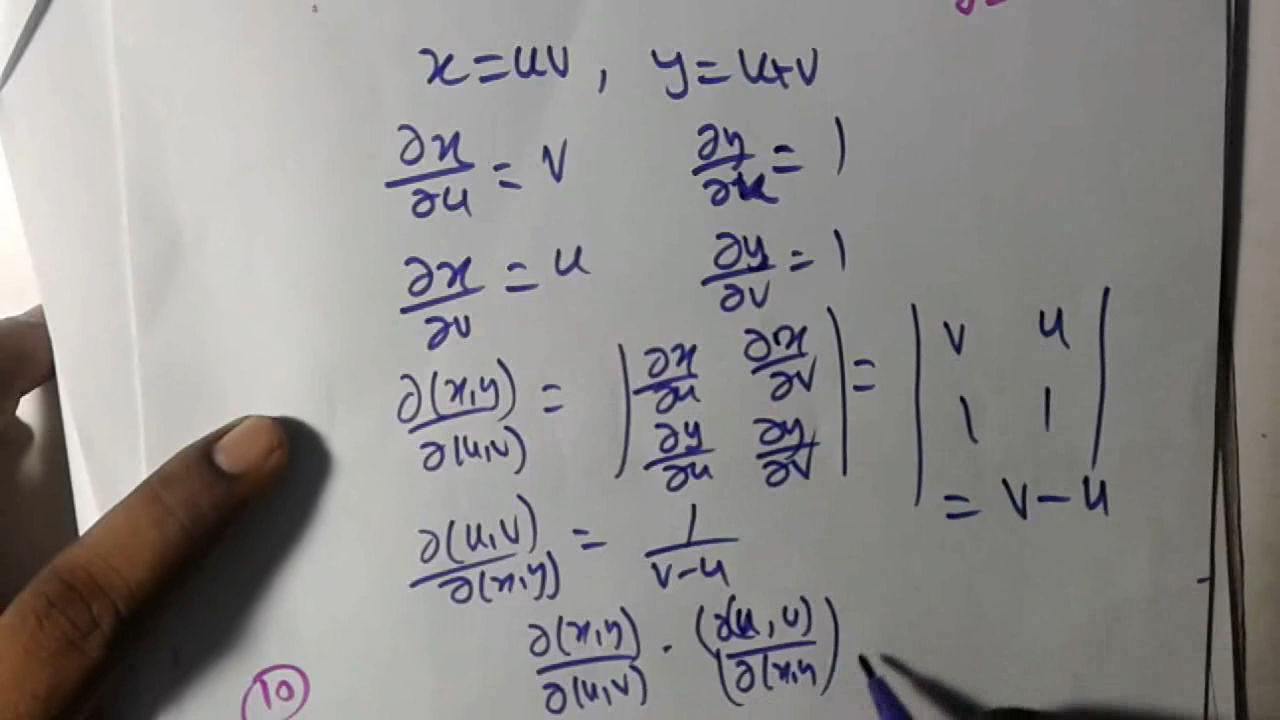 x = uv, y = u+v
∂x/∂u = v ∂y/∂u = 1
∂x/∂v = u ∂y/∂v = 1
∂(x,y)/∂(u,v) = | ∂x/∂u ∂x/∂v ; ∂y/∂u ∂y/∂v | = | v u ; 1 1 |
= v-u
∂(u,v)/∂(x,y) = 1/v-u
∂(x,y)/∂(u,v) . (∂(u,v)/∂(x,y)
10